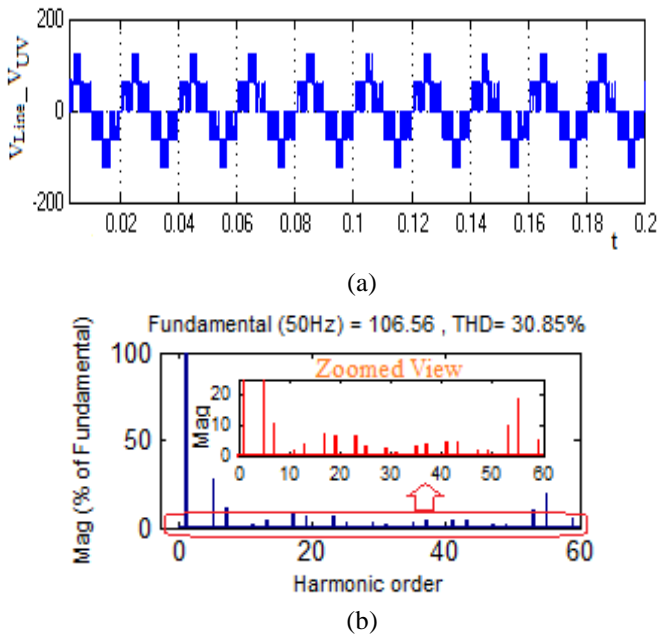 200
0
-200
VLine_ VUV
0.02 0.04 0.06 0.08 0.1 0.12 0.14 0.16 0.18 0.2
t
(a)
Fundamental (50Hz) = 106.56 , THD= 30.85%
Mag (% of Fundamental)
100
50
0
Zoomed View
Mag
20
10
0
0 10 20 30 40 50 60
0 20 40 60
Harmonic order
(b)